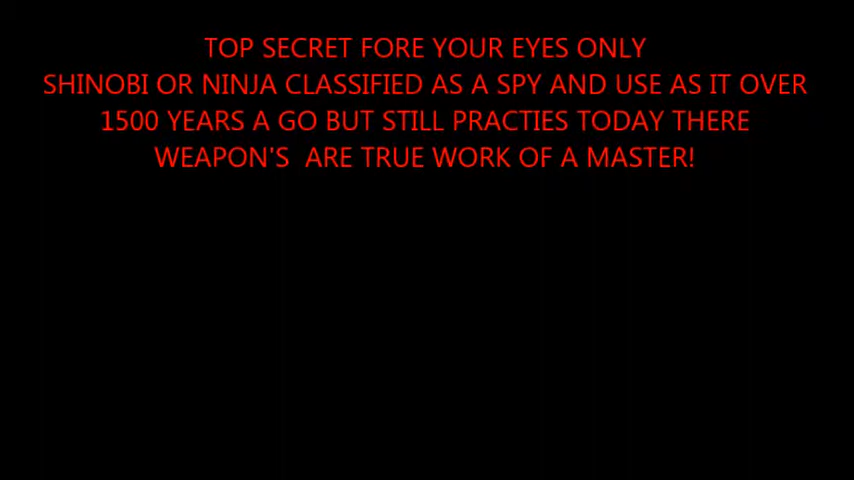 TOP SECRET FORE YOUR EYES ONLY
SHINOBI OR NINJA CLASSIFIED AS A SPY AND USE AS IT OVER
1500 YEARS A GO BUT STILL PRACTIES TODAY THERE
WEAPON'S  ARE TRUE WORK OF A MASTER!